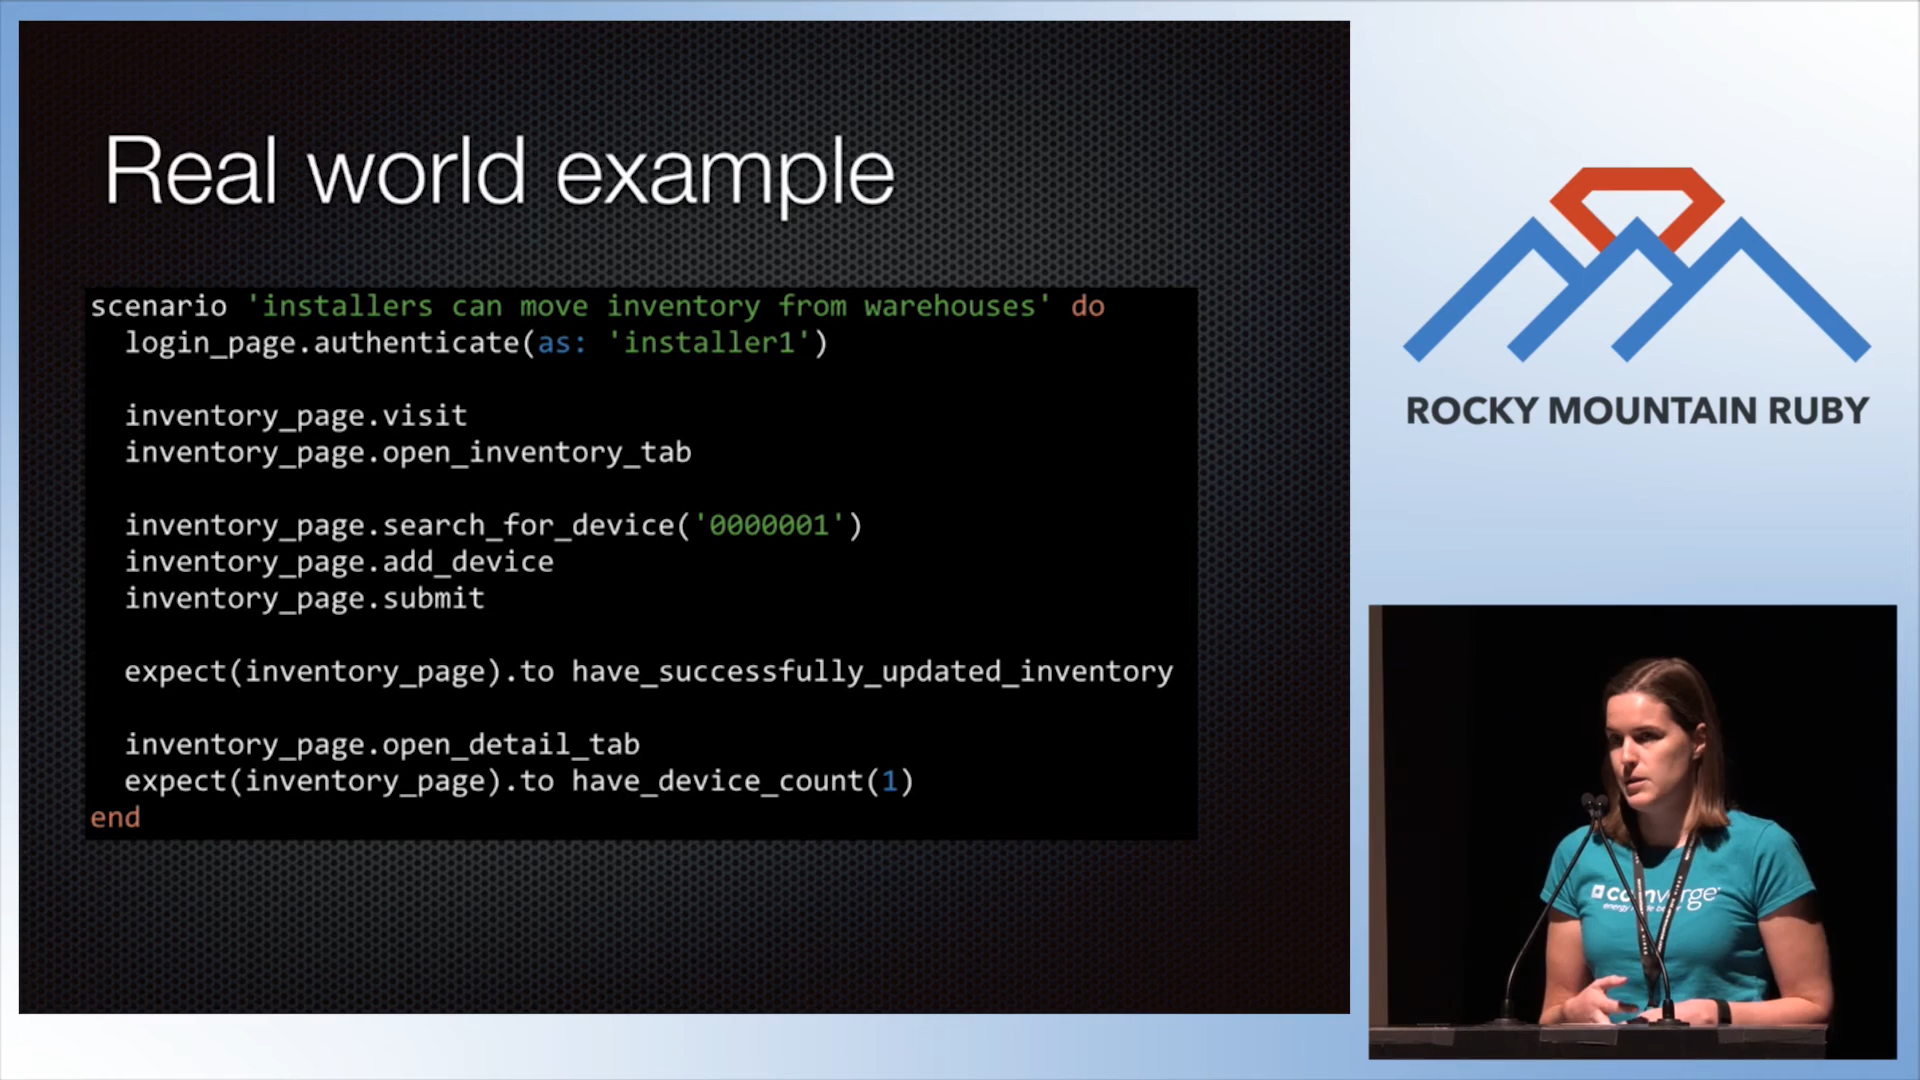 Real world example
scenario 'installers can move inventory from warehouses' do
login_page.authenticate(as: 'installer1')
inventory_page.visit
inventory_page.open_inventory_tab
inventory_page.search_for_device('0000001')
inventory_page.add_device
inventory_page.submit
expect(inventory_page).to have_successfully_updated_inventory
inventory_page.open_detail_tab
expect(inventory_page).to have_device_count(1)
end
ROCKY MOUNTAIN RUBY
comverge
energy